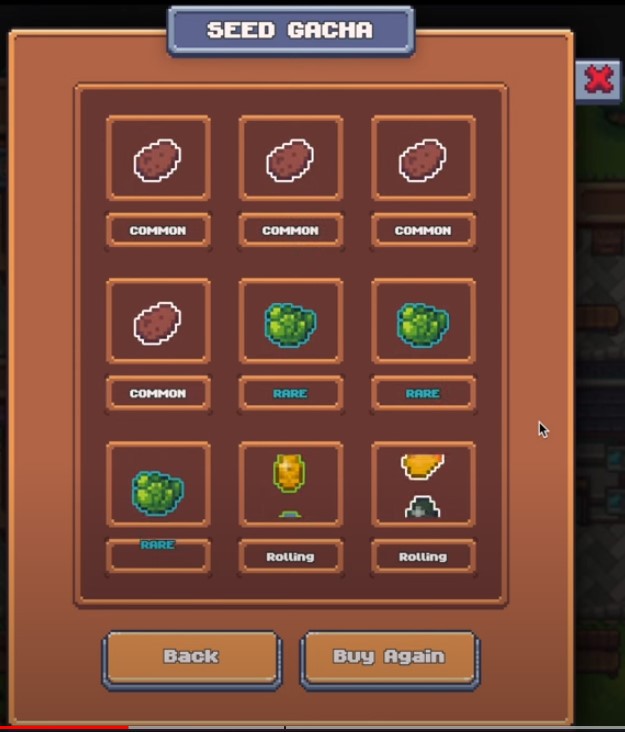 SEED GACHA
COMMON COMMON COMMON
COMMON RARE RARE
RARE Rolling Rolling
Back Buy Again